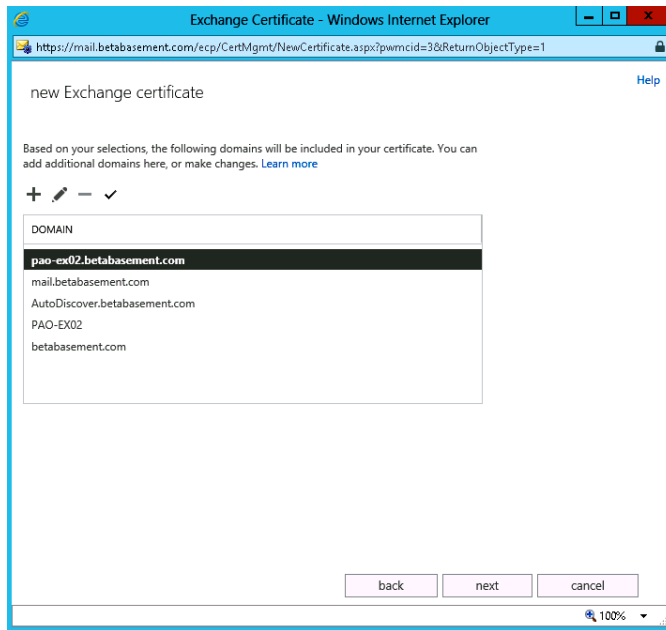 Exchange Certificate - Windows Internet Explorer
https://mail.betabasement.com/ecp/CertMgmt/NewCertificate.aspx?pwmcid=3&ReturnObjectType=1
Help
new Exchange certificate
Based on your selections, the following domains will be included in your certificate. You can
add additional domains here, or make changes. Learn more
DOMAIN
pao-ex02.betabasement.com
mail.betabasement.com
AutoDiscover.betabasement.com
PAO-EX02
betabasement.com
back next cancel
100%